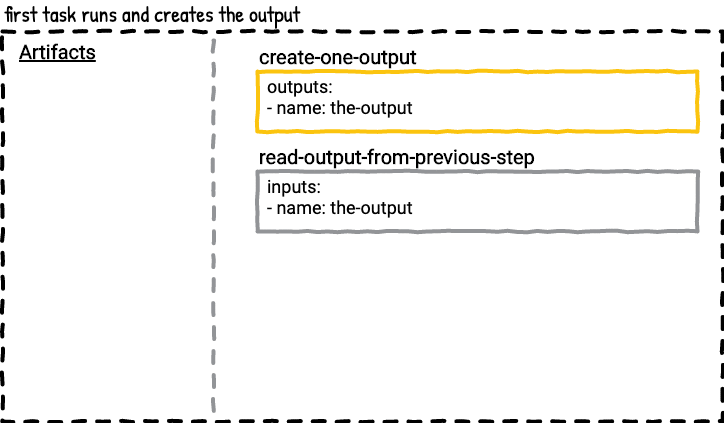 first task runs and creates the output
Artifacts
create-one-output
outputs:
- name: the-output
read-output-from-previous-step
inputs:
- name: the-output